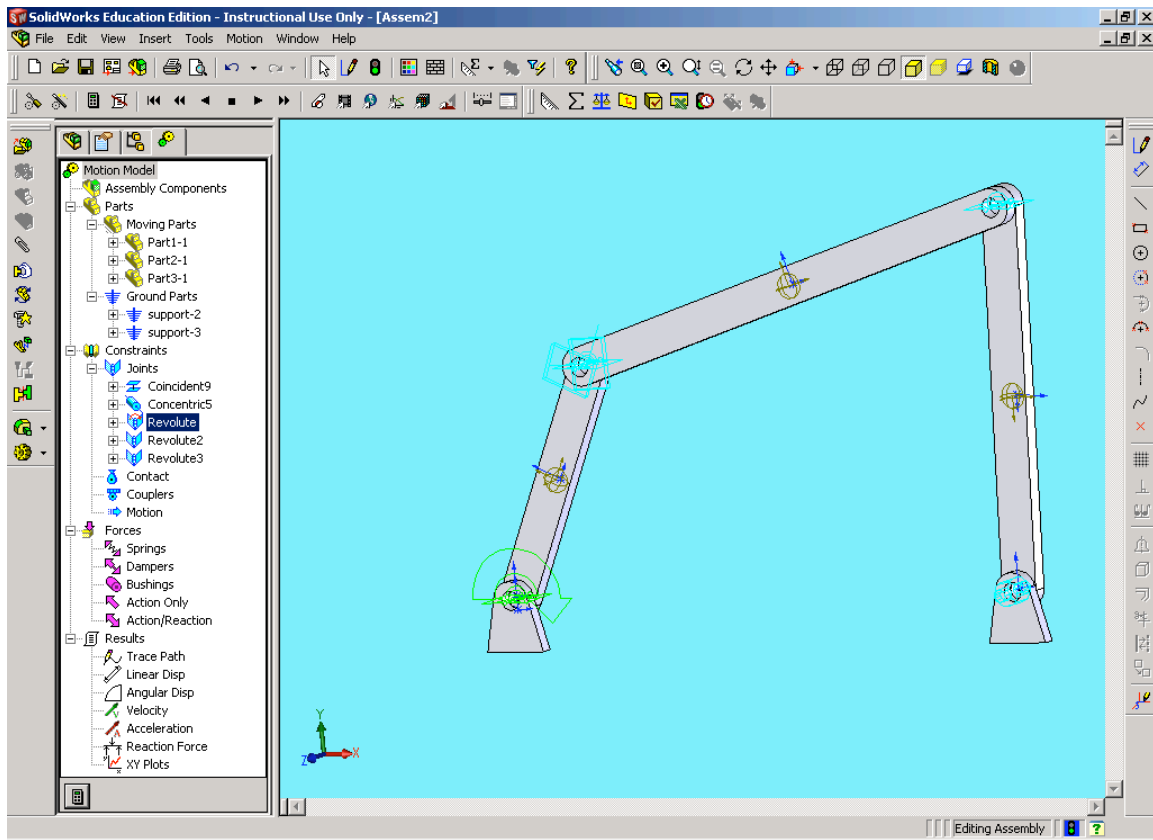 SolidWorks Education Edition - Instructional Use Only - [Assem2]
File Edit View Insert Tools Motion Window Help
Motion Model
Assembly Components
Parts
Moving Parts
Part1-1
Part2-1
Part3-1
Ground Parts
support-2
support-3
Constraints
Joints
Coincident9
Concentric5
Revolute
Revolute2
Revolute3
Contact
Couplers
Motion
Forces
Springs
Dampers
Bushings
Action Only
Action/Reaction
Results
Trace Path
Linear Disp
Angular Disp
Velocity
Acceleration
Reaction Force
XY Plots
Y
Z
X
Editing Assembly